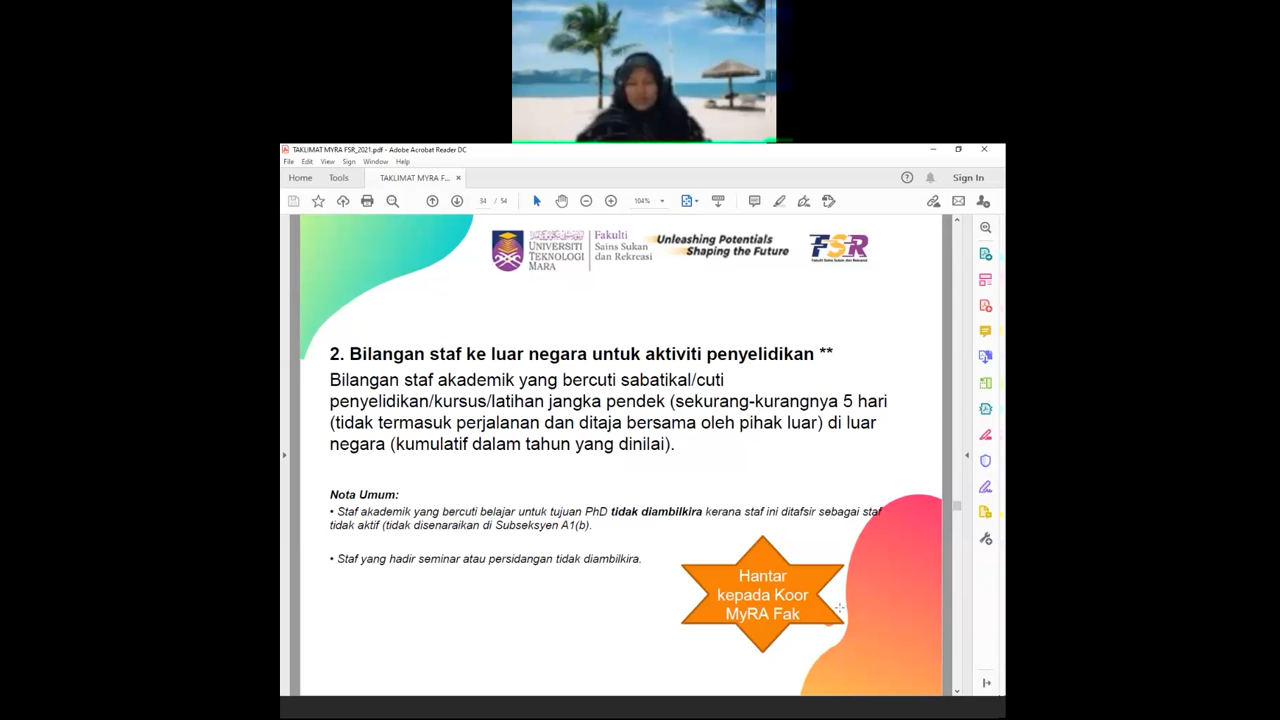 TAKLIMAT MYRA FSR_2021.pdf - Adobe Acrobat Reader DC
File Edit View Sign Window Help
Home Tools TAKLIMAT MYRA F... Sign In
34 / 54 104%
UNIVERSITI
TEKNOLOGI
MARA
Fakulti
Sains Sukan
dan Rekreasi
Unleashing Potentials
Shaping the Future
FSR
Fakulti Sains Sukan dan Rekreasi
2. Bilangan staf ke luar negara untuk aktiviti penyelidikan **
Bilangan staf akademik yang bercuti sabatikal/cuti
penyelidikan/kursus/latihan jangka pendek (sekurang-kurangnya 5 hari
(tidak termasuk perjalanan dan ditaja bersama oleh pihak luar) di luar
negara (kumulatif dalam tahun yang dinilai).
Nota Umum:
• Staf akademik yang bercuti belajar untuk tujuan PhD tidak diambilkira kerana staf ini ditafsir sebagai staf
tidak aktif (tidak disenaraikan di Subseksyen A1(b).
• Staf yang hadir seminar atau persidangan tidak diambilkira.
Hantar
kepada Koor
MyRA Fak